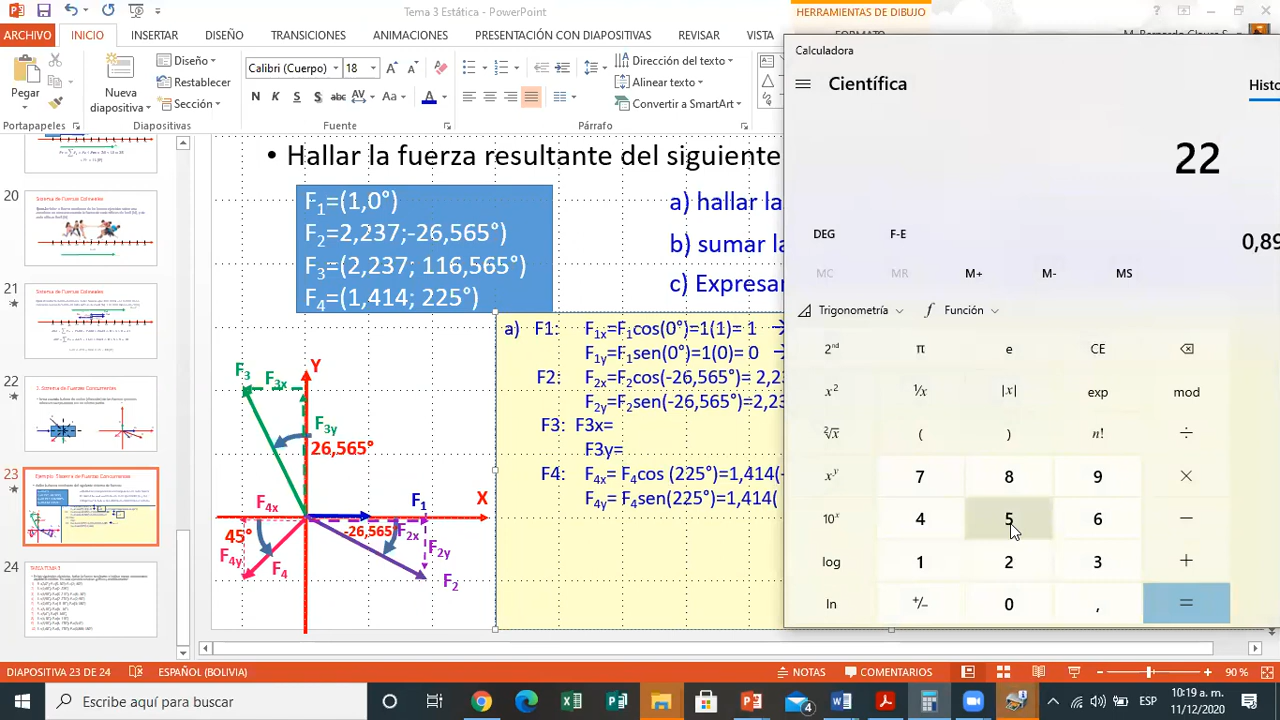 Tema 3 Estática - PowerPoint
HERRAMIENTAS DE DIBUJO
ARCHIVO INICIO INSERTAR DISEÑO TRANSICIONES ANIMACIONES PRESENTACIÓN CON DIAPOSITIVAS REVISAR VISTA
Pegar
Nueva diapositiva
Diseño
Restablecer
Sección
Calibri (Cuerpo) 18
N K S S abc AV Aa A
Dirección del texto
Alinear texto
Convertir a SmartArt
Portapapeles Diapositivas Fuente Párrafo
20
Sistema de Fuerzas Colineales
21
Sistema de Fuerzas Colineales
22
23
Ejemplo: Sistema de Fuerzas Concurrentes
24
• Hallar la fuerza resultante del siguiente
F₁=(1,0°)
F₂=2,237;-26,565°)
F₃=(2,237; 116,565°)
F₄=(1,414; 225°)
a) hallar la
b) sumar la
c) Expresar
a) F1: F₁ₓ=F₁cos(0°)=1(1)= 1 →
F₁y=F₁sen(0°)=1(0)= 0 →
F2: F₂ₓ=F₂cos(-26,565°)= 2,23
F₂y=F₂sen(-26,565°)=2,23
F3: F3x=
F3y=
F4: F₄ₓ= F₄cos (225°)=1,414(-
F₄y= F₄sen(225°)=1,414(
F₃ F₃ₓ Y
F₃y
26,565°
F₄ₓ F₁ X
45° -26,565° F₂ₓ
F₄y F₄ F₂y
F₂
Calculadora
Científica
Histo
22
DEG F-E
0,89
MC MR M+ M- MS
Trigonometría f Función
2ⁿᵈ π e CE
x² ¹/x |x| exp mod
²√x ( ) n! ÷
xʸ 7 8 9 ×
10ˣ 4 5 6 −
log 1 2 3 +
ln +/− 0 , =
DIAPOSITIVA 23 DE 24 ESPAÑOL (BOLIVIA) NOTAS COMENTARIOS 90 %
Escribe aquí para buscar
4
ESP
10:19 a. m.
11/12/2020